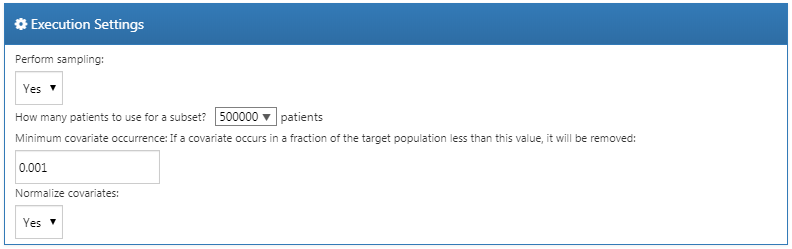 Execution Settings
Perform sampling:
Yes
How many patients to use for a subset? 500000 patients
Minimum covariate occurrence: If a covariate occurs in a fraction of the target population less than this value, it will be removed:
0.001
Normalize covariates:
Yes